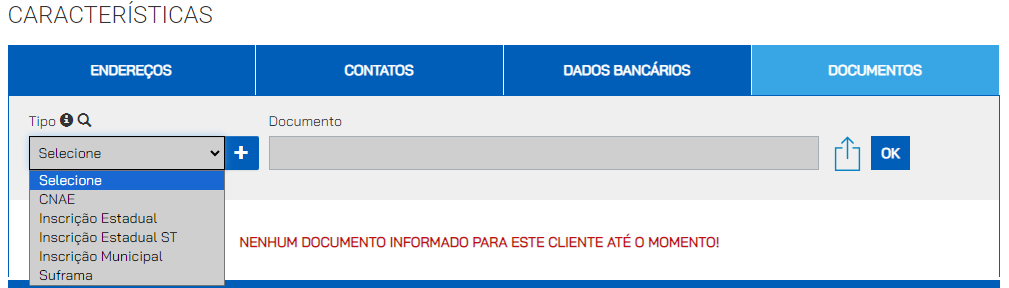 CARACTERÍSTICAS
ENDEREÇOS CONTATOS DADOS BANCÁRIOS DOCUMENTOS
Tipo Documento
Selecione + OK
Selecione
CNAE
Inscrição Estadual
Inscrição Estadual ST
NENHUM DOCUMENTO INFORMADO PARA ESTE CLIENTE ATÉ O MOMENTO!
Inscrição Municipal
Suframa